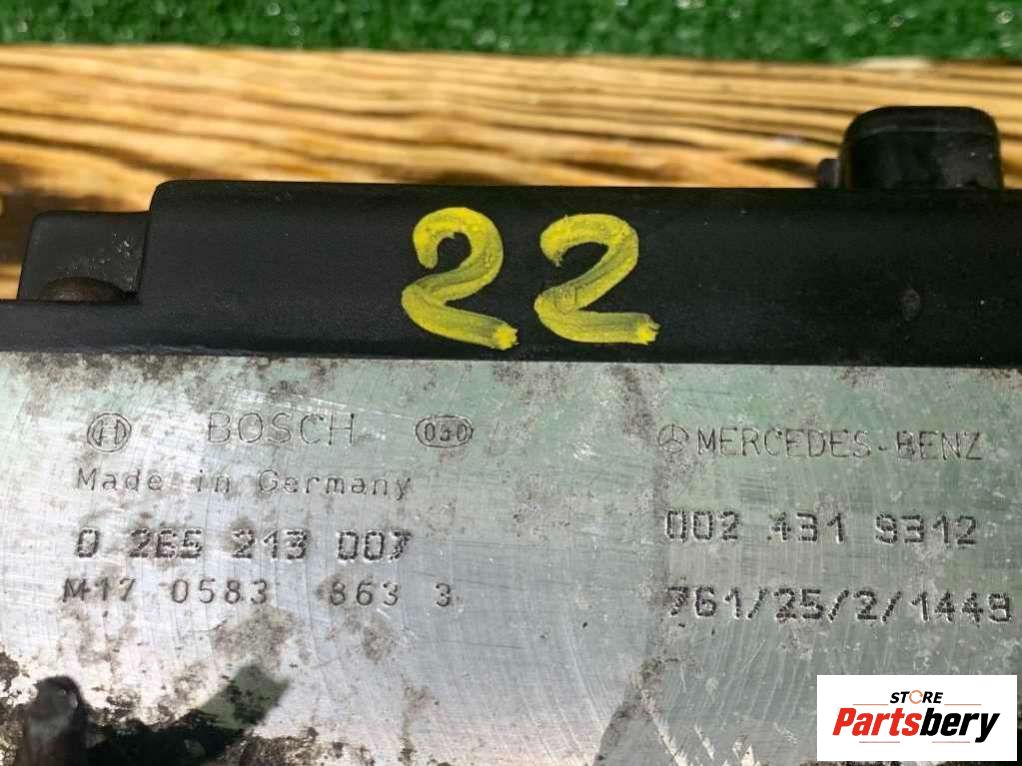 22
BOSCH 030
Made in Germany
0 265 213 007
M17 0583 863 3
MERCEDES-BENZ
002 431 9312
761/25/2/1449
STORE
Partsbery